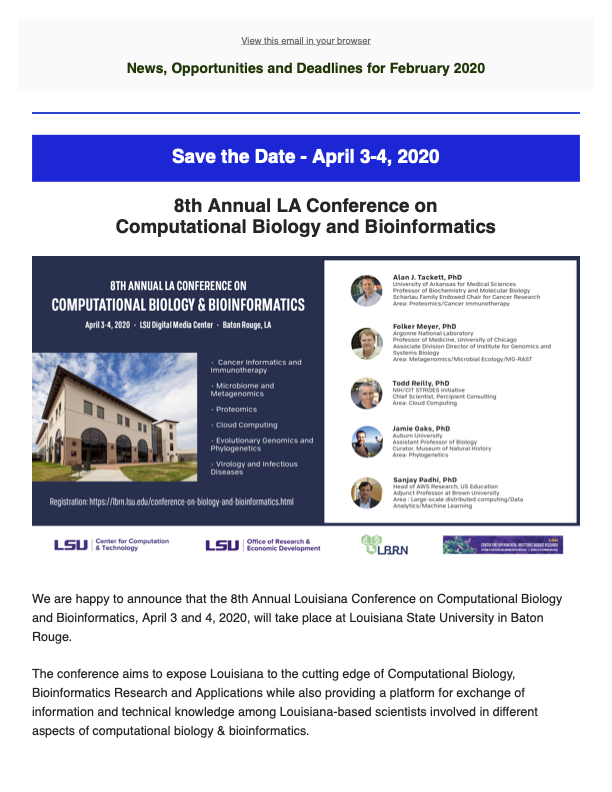 View this email in your browser
News, Opportunities and Deadlines for February 2020
Save the Date - April 3-4, 2020
8th Annual LA Conference on
Computational Biology and Bioinformatics
8TH ANNUAL LA CONFERENCE ON
COMPUTATIONAL BIOLOGY & BIOINFORMATICS
April 3-4, 2020 · LSU Digital Media Center · Baton Rouge, LA
· Cancer Informatics and
Immunotherapy
· Microbiome and
Metagenomics
· Proteomics
· Cloud Computing
· Evolutionary Genomics and
Phylogenetics
· Virology and Infectious
Diseases
Registration: https://lbrn.lsu.edu/conference-on-biology-and-bioinformatics.html
Alan J. Tackett, PhD
University of Arkansas for Medical Sciences
Professor of Biochemistry and Molecular Biology
Scharlau Family Endowed Chair for Cancer Research
Area: Proteomics/Cancer Immunotherapy
Folker Meyer, PhD
Argonne National Laboratory
Professor of Medicine, University of Chicago
Associate Division Director of Institute for Genomics and
Systems Biology
Area: Metagenomics/Microbial Ecology/MG-RAST
Todd Reilly, PhD
NIH/CIT STRIDES Initiative
Chief Scientist, Percipient Consulting
Area: Cloud Computing
Jamie Oaks, PhD
Auburn University
Assistant Professor of Biology
Curator, Museum of Natural History
Area: Phylogenetics
Sanjay Padhi, PhD
Head of AWS Research, US Education
Adjunct Professor at Brown University
Area : Large-scale distributed computing/Data
Analytics/Machine Learning
LSU Center for Computation
& Technology
LSU Office of Research &
Economic Development
LBRN
CENTER FOR EXPERIMENTAL INFECTIOUS DISEASE RESEARCH
We are happy to announce that the 8th Annual Louisiana Conference on Computational Biology
and Bioinformatics, April 3 and 4, 2020, will take place at Louisiana State University in Baton
Rouge.
The conference aims to expose Louisiana to the cutting edge of Computational Biology,
Bioinformatics Research and Applications while also providing a platform for exchange of
information and technical knowledge among Louisiana-based scientists involved in different
aspects of computational biology & bioinformatics.